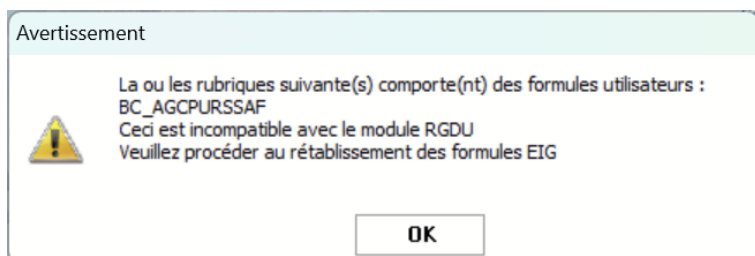 Avertissement
La ou les rubriques suivante(s) comporte(nt) des formules utilisateurs :
BC_AGCPURSSAF
Ceci est incompatible avec le module RGDU
Veuillez procéder au rétablissement des formules EIG
OK